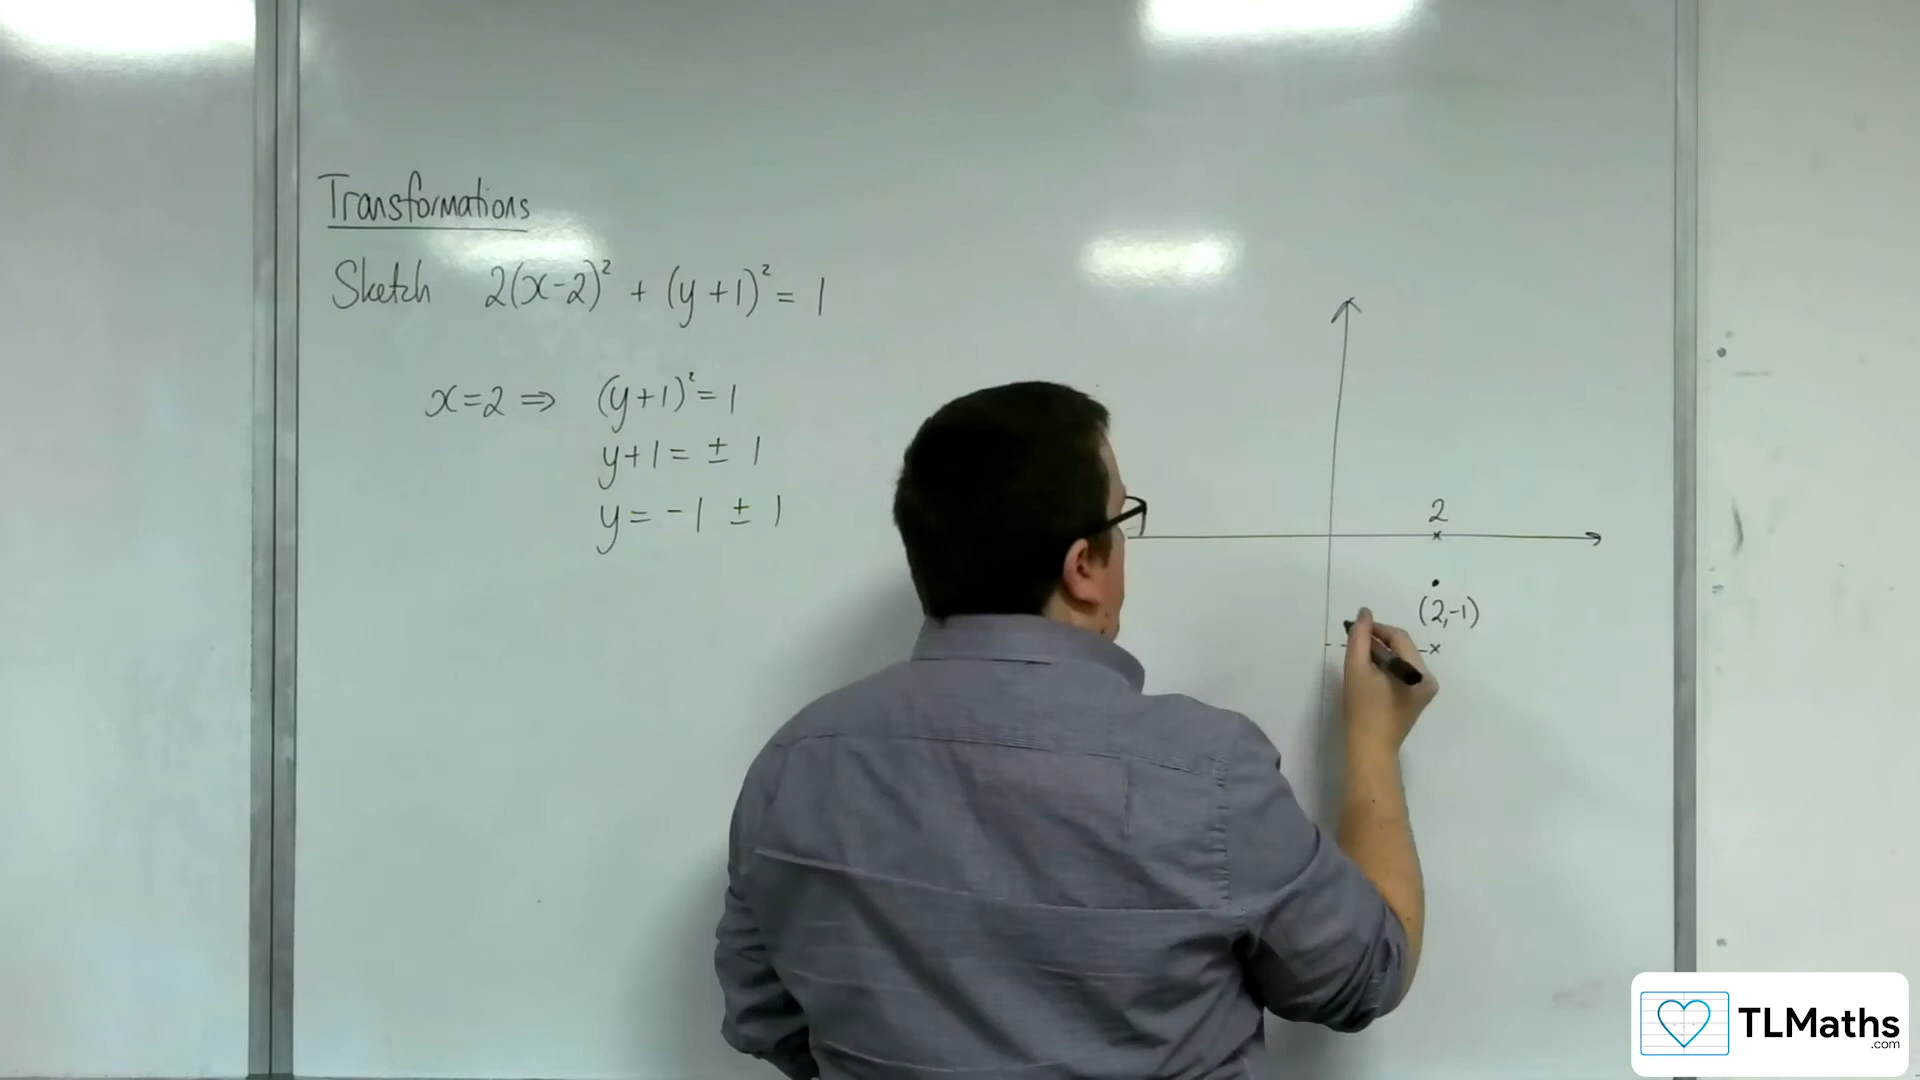 Transformations
Sketch 2(x-2)² + (y+1)² = 1
x=2 ⇒ (y+1)² = 1
y+1 = ± 1
y = -1 ± 1
2
(2,-1)
TLMaths
.com